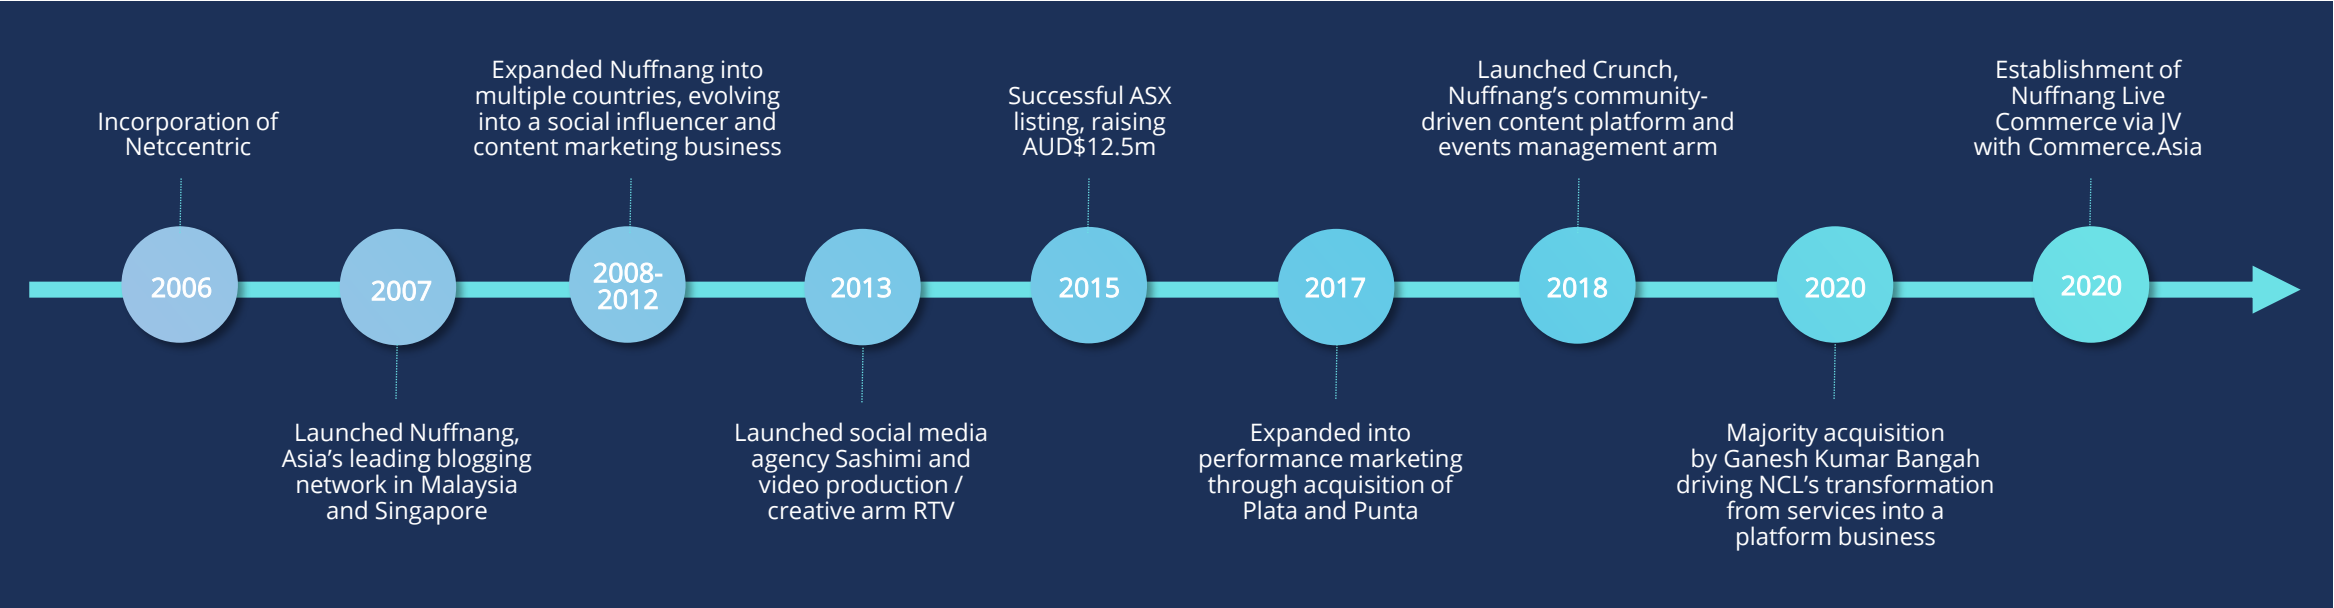 Incorporation of
Netccentric
2006
2007
Launched Nuffnang,
Asia's leading blogging
network in Malaysia
and Singapore
Expanded Nuffnang into
multiple countries, evolving
into a social influencer and
content marketing business
2008-
2012
2013
Launched social media
agency Sashimi and
video production /
creative arm RTV
Successful ASX
listing, raising
AUD$12.5m
2015
2017
Expanded into
performance marketing
through acquisition of
Plata and Punta
Launched Crunch,
Nuffnang's community-
driven content platform and
events management arm
2018
2020
Majority acquisition
by Ganesh Kumar Bangah
driving NCL's transformation
from services into a
platform business
Establishment of
Nuffnang Live
Commerce via JV
with Commerce.Asia
2020